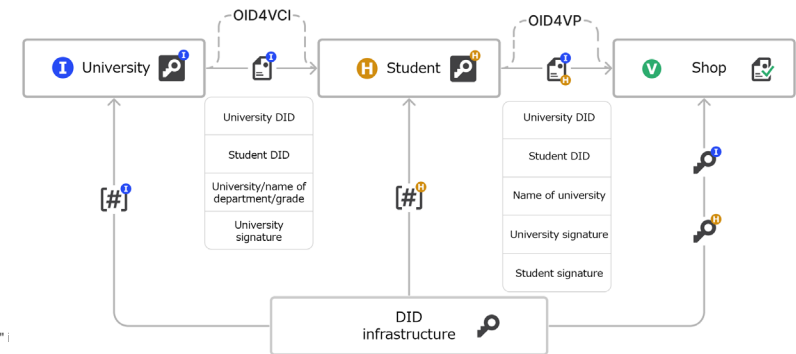 OID4VCI
OID4VP
I University I
I
H Student H
I
H
V Shop
University DID
Student DID
University/name of
department/grade
University
signature
University DID
Student DID
Name of university
University signature
Student signature
[#] I
[#] H
I
H
DID
infrastructure
" i